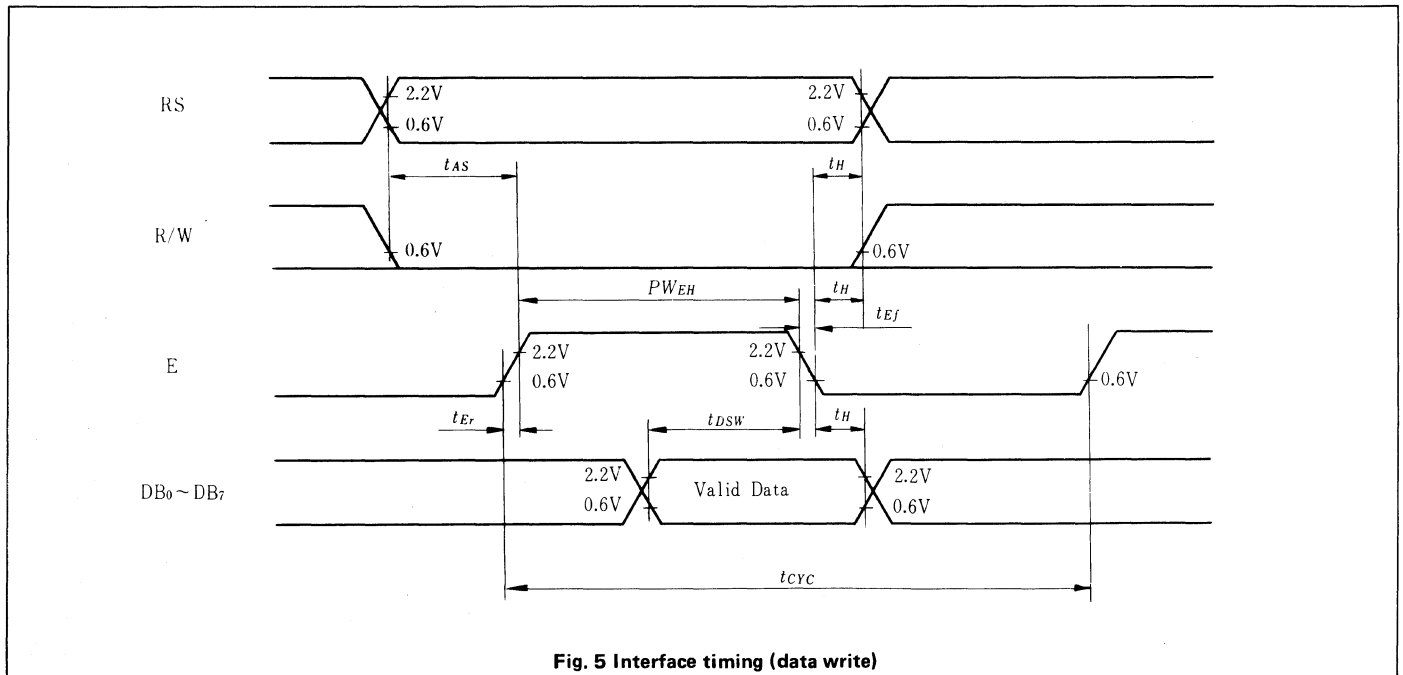 RS
2.2V
0.6V
2.2V
0.6V
tAS
tH
R/W
0.6V
0.6V
PWEH
tH
tEf
E
2.2V
0.6V
2.2V
0.6V
0.6V
tEr
tDSW
tH
DB0~DB7
2.2V
0.6V
Valid Data
2.2V
0.6V
tCYC
Fig. 5 Interface timing (data write)